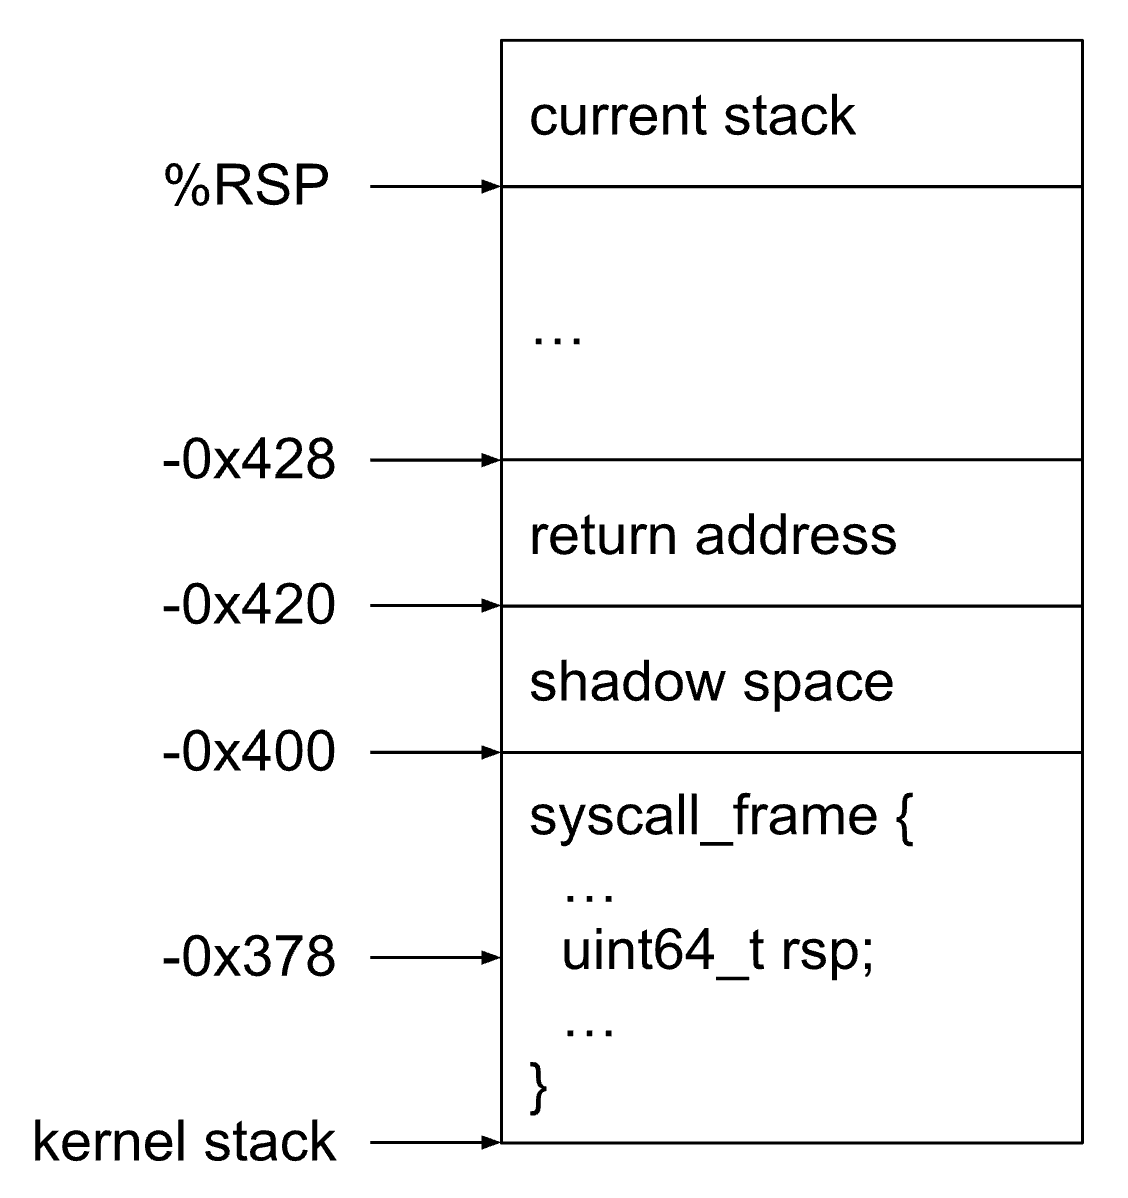 current stack
%RSP
…
-0x428
return address
-0x420
shadow space
-0x400
syscall_frame {
…
-0x378
uint64_t rsp;
…
}
kernel stack